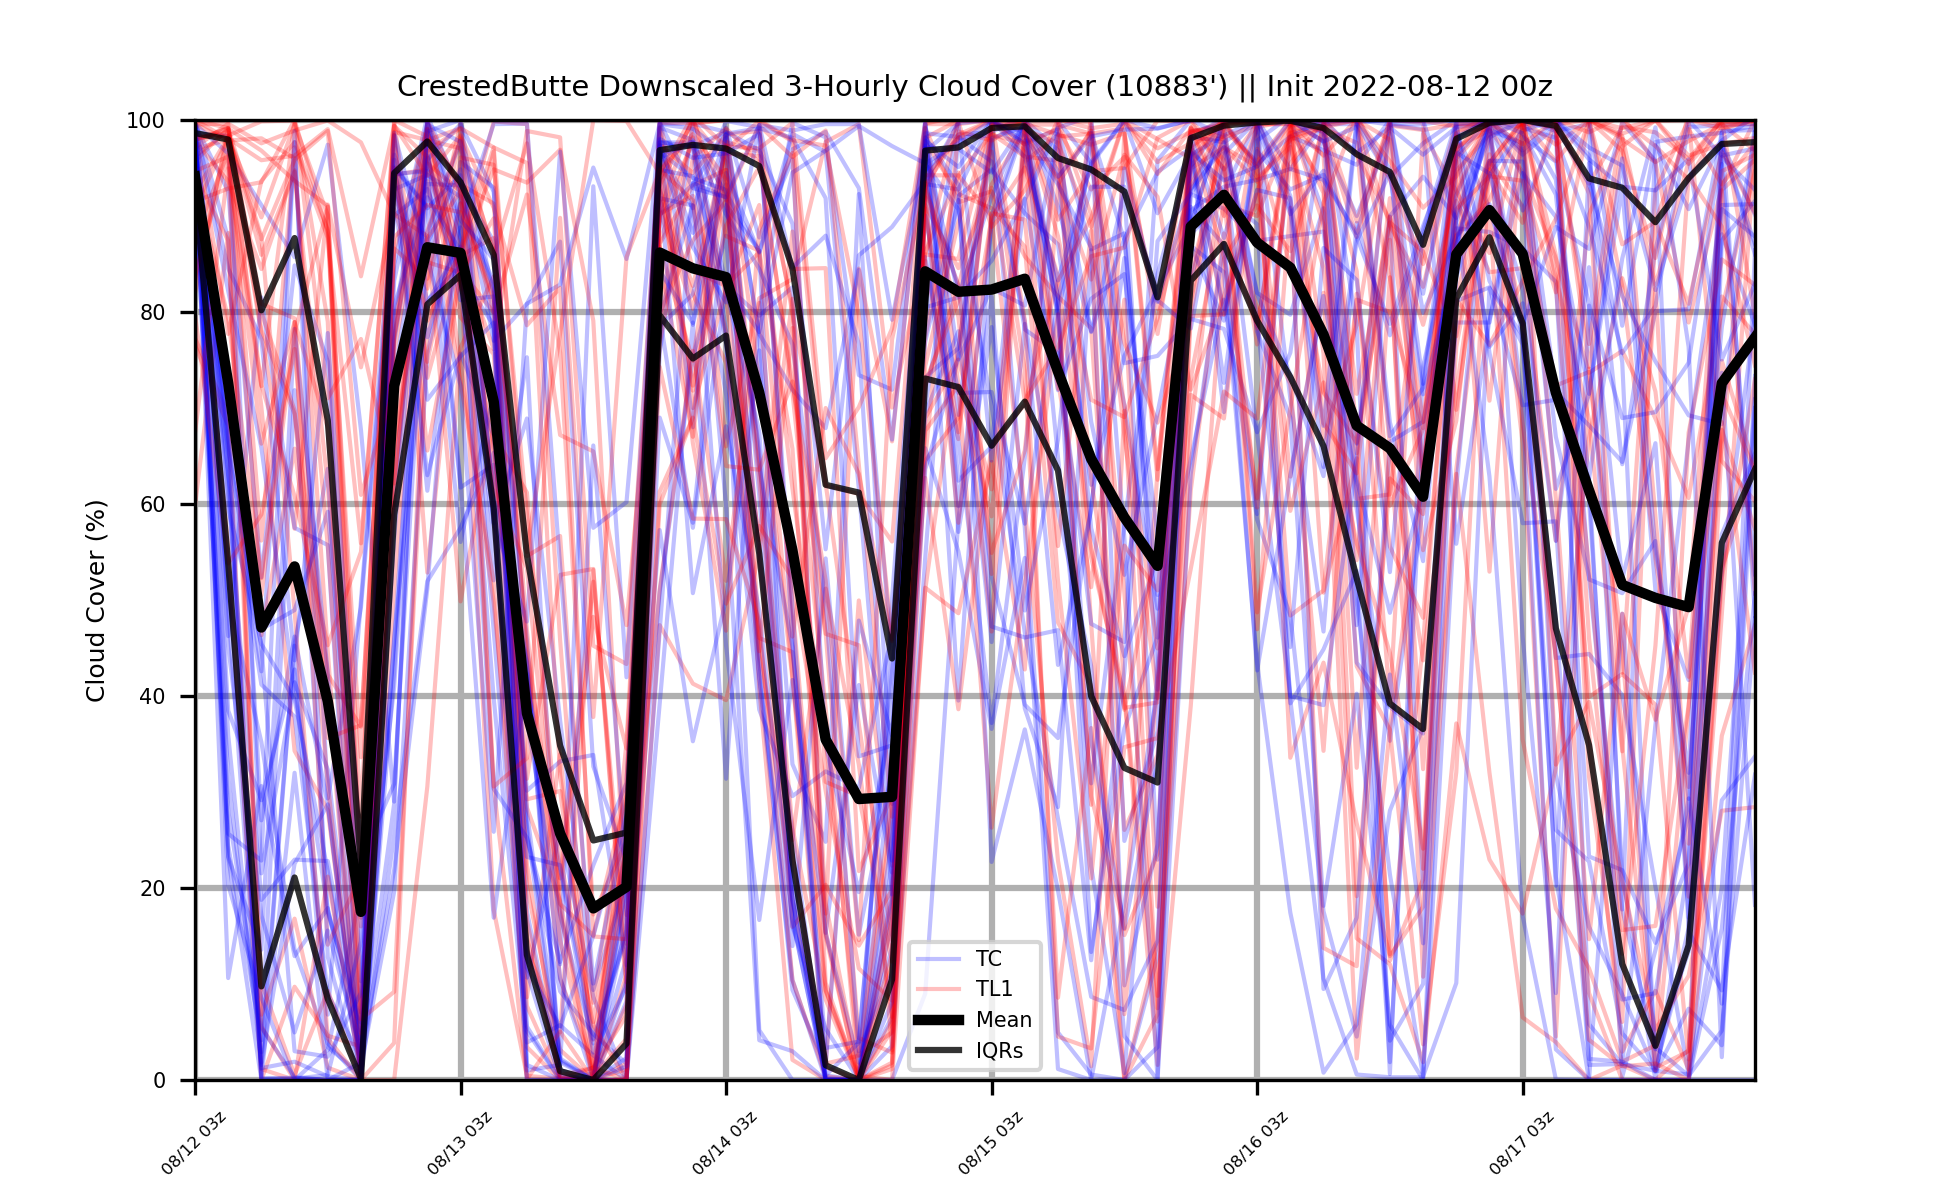 CrestedButte Downscaled 3-Hourly Cloud Cover (10883') || Init 2022-08-12 00z
Cloud Cover (%)
100
80
60
40
20
0
TC
TL1
Mean
IQRs
08/12 03z
08/13 03z
08/14 03z
08/15 03z
08/16 03z
08/17 03z